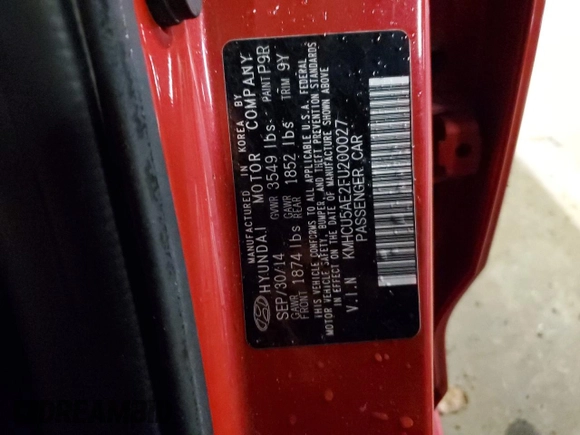 MANUFACTURED IN KOREA BY
HYUNDAI MOTOR COMPANY
SEP/30/14 GVWR 3549 lbs PAINT P9R
GAWR FRONT 1874 lbs GAWR REAR 1852 lbs TRIM 9Y
THIS VEHICLE CONFORMS TO ALL APPLICABLE U.S.A. FEDERAL
MOTOR VEHICLE SAFETY, BUMPER, AND THEFT PREVENTION STANDARDS
IN EFFECT ON THE DATE OF MANUFACTURE SHOWN ABOVE
V.I.N KMHCU5AE2FU200027
PASSENGER CAR